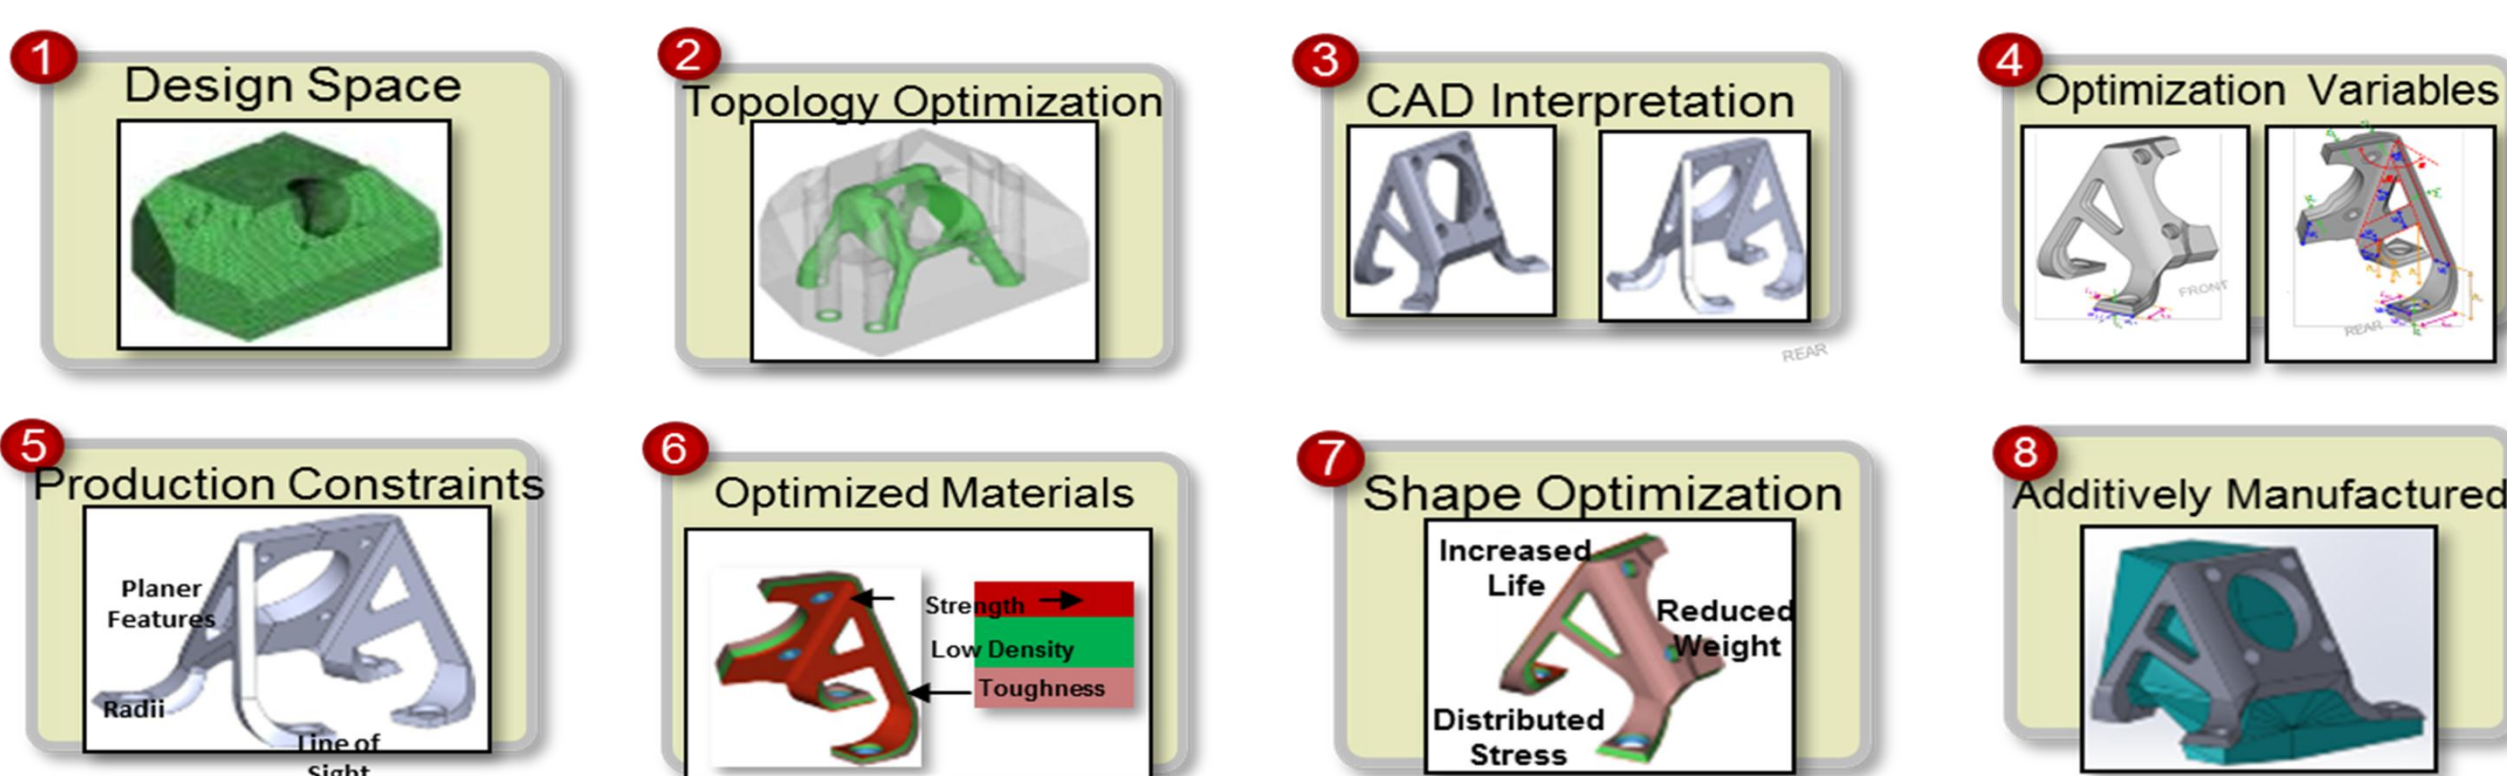 1
Design Space
2
Topology Optimization
3
CAD Interpretation
REAR
4
Optimization Variables
FRONT
REAR
5
Production Constraints
Planer
Features
Radii
Line of
Sight
6
Optimized Materials
Strength
Low Density
Toughness
7
Shape Optimization
Increased
Life
Reduced
Weight
Distributed
Stress
8
Additively Manufactured